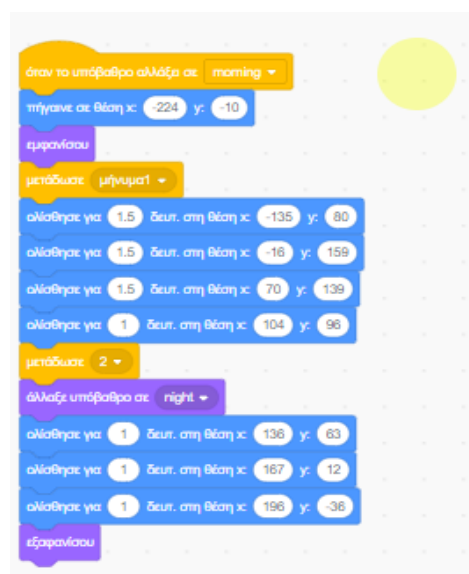 όταν το υπόβαθρο αλλάξει σε morning
πήγαινε σε θέση x: -224 y: -10
εμφανίσου
μετάδωσε μήνυμα1
ολίσθησε για 1.5 δευτ. στη θέση x: -135 y: 80
ολίσθησε για 1.5 δευτ. στη θέση x: -16 y: 159
ολίσθησε για 1.5 δευτ. στη θέση x: 70 y: 139
ολίσθησε για 1 δευτ. στη θέση x: 104 y: 96
μετάδωσε 2
άλλαξε υπόβαθρο σε night
ολίσθησε για 1 δευτ. στη θέση x: 136 y: 63
ολίσθησε για 1 δευτ. στη θέση x: 167 y: 12
ολίσθησε για 1 δευτ. στη θέση x: 196 y: -36
εξαφανίσου